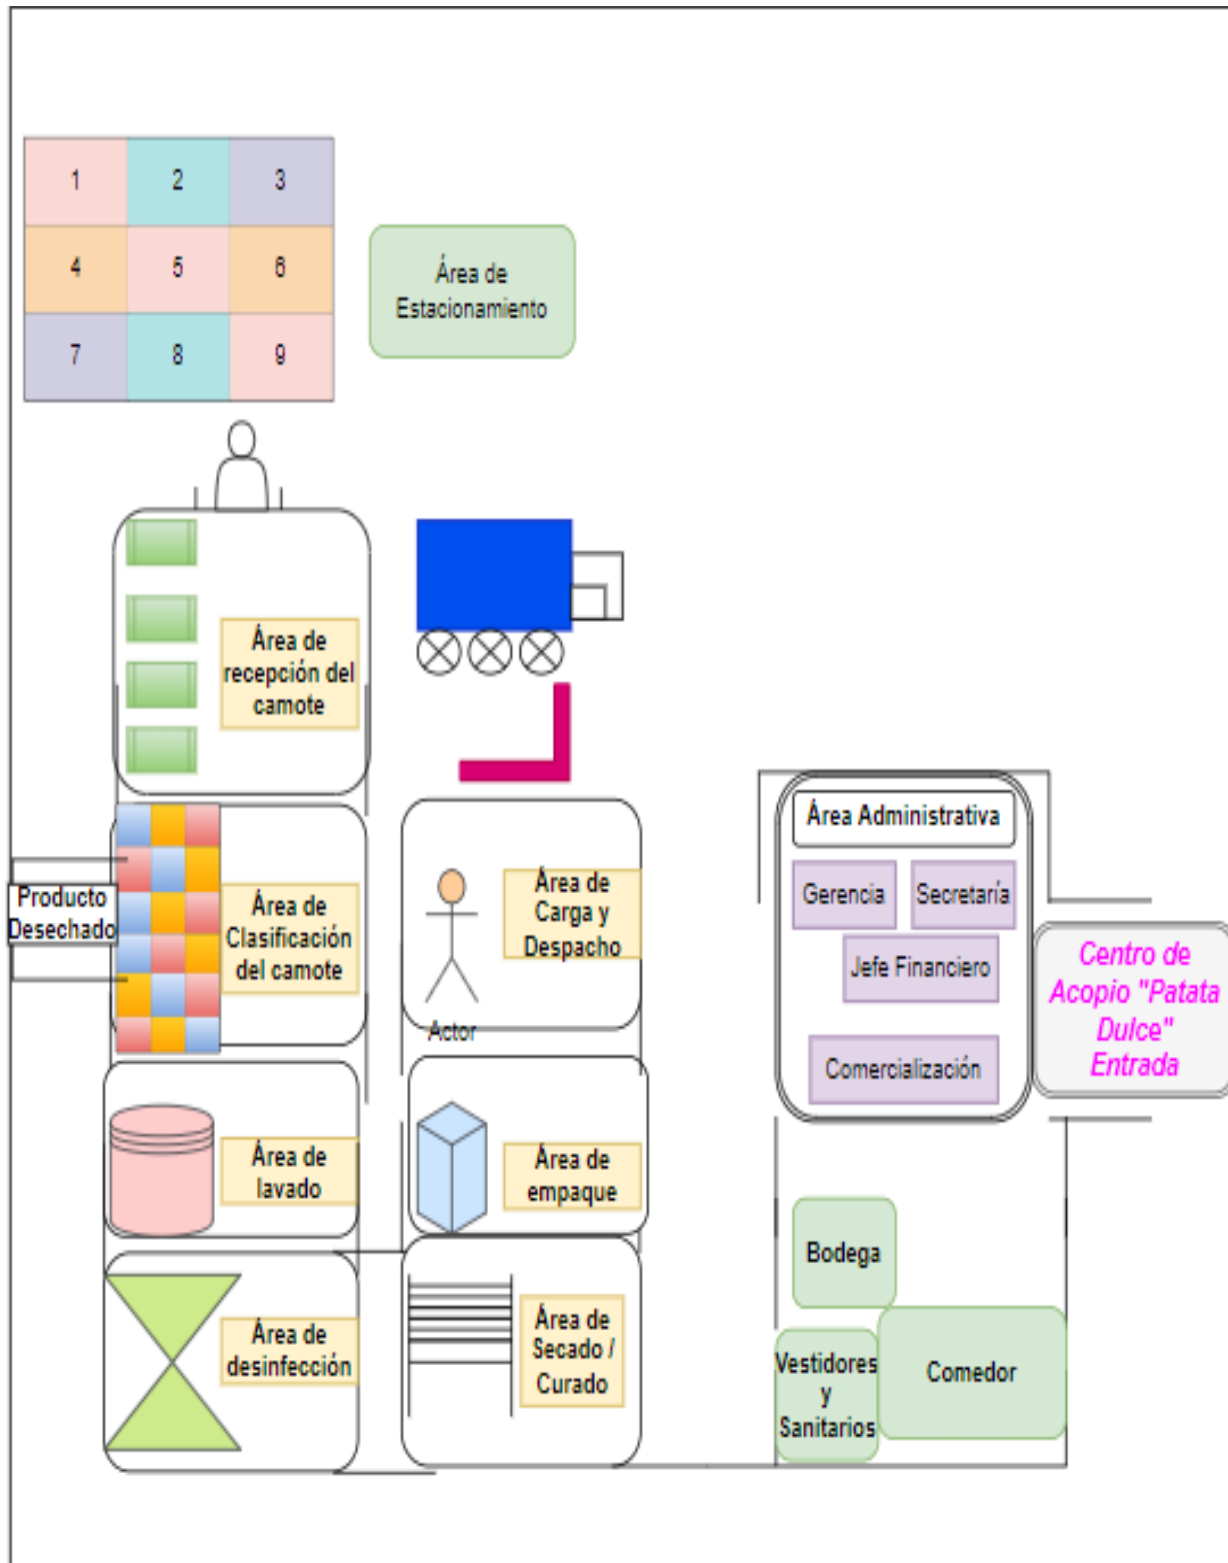 1
2
3
4
5
6
7
8
9
Área de
Estacionamiento
Área de
recepción del
camote
Producto
Desechado
Área de
Clasificación
del camote
Área de
Carga y
Despacho
Actor
Área de
lavado
Área de
empaque
Área de
desinfección
Área de
Secado /
Curado
Área Administrativa
Gerencia
Secretaría
Jefe Financiero
Comercialización
Centro de
Acopio "Patata
Dulce"
Entrada
Bodega
Vestidores
y
Sanitarios
Comedor